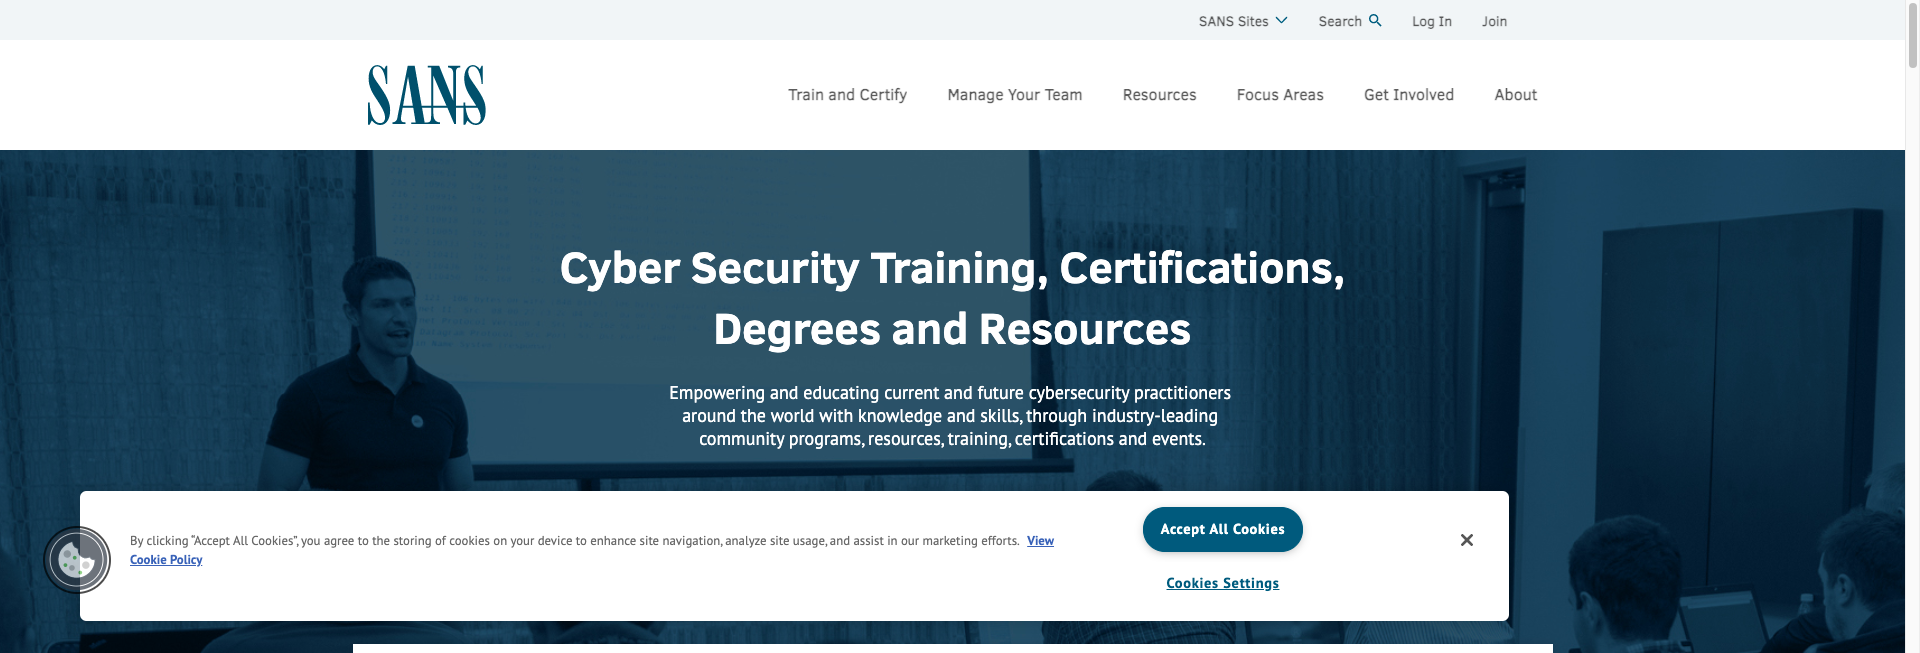 SANS Sites Search Log In Join
SANS
Train and Certify Manage Your Team Resources Focus Areas Get Involved About
Cyber Security Training, Certifications,
Degrees and Resources
Empowering and educating current and future cybersecurity practitioners
around the world with knowledge and skills, through industry-leading
community programs, resources, training, certifications and events.
By clicking “Accept All Cookies”, you agree to the storing of cookies on your device to enhance site navigation, analyze site usage, and assist in our marketing efforts. View
Cookie Policy
Accept All Cookies
Cookies Settings